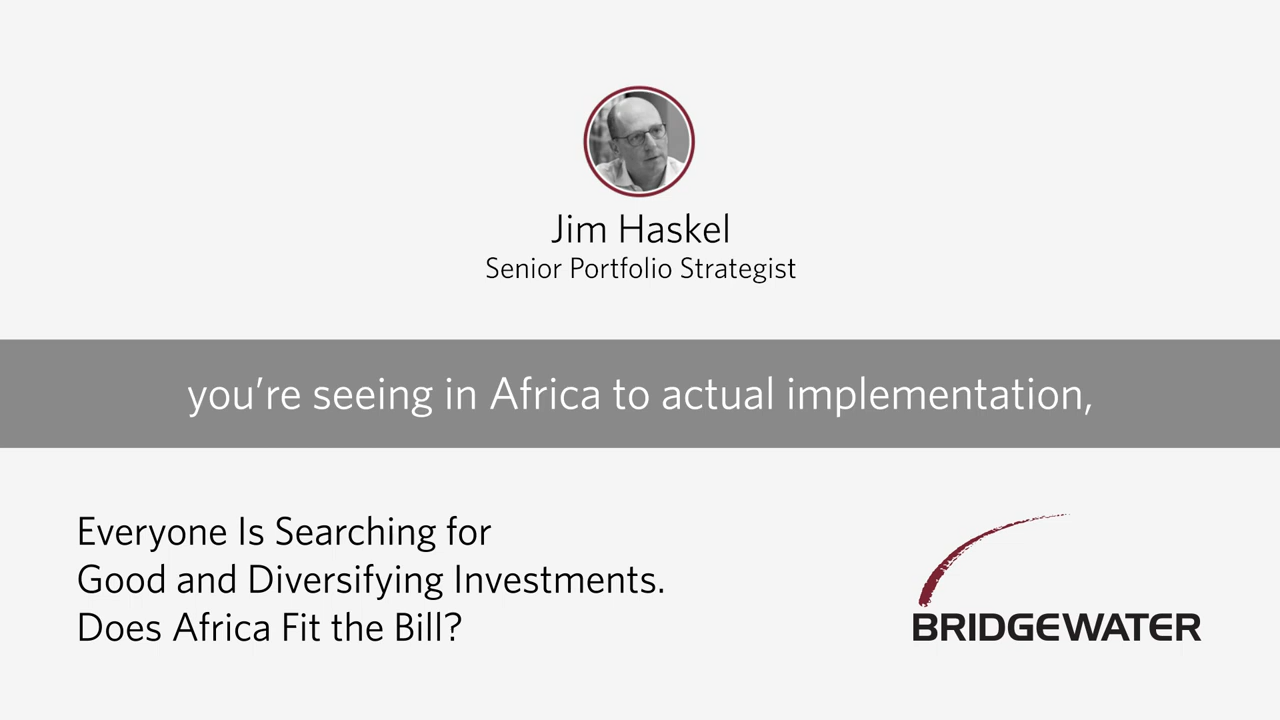 Jim Haskel
Senior Portfolio Strategist
you’re seeing in Africa to actual implementation,
Everyone Is Searching for
Good and Diversifying Investments.
Does Africa Fit the Bill?
BRIDGEWATER